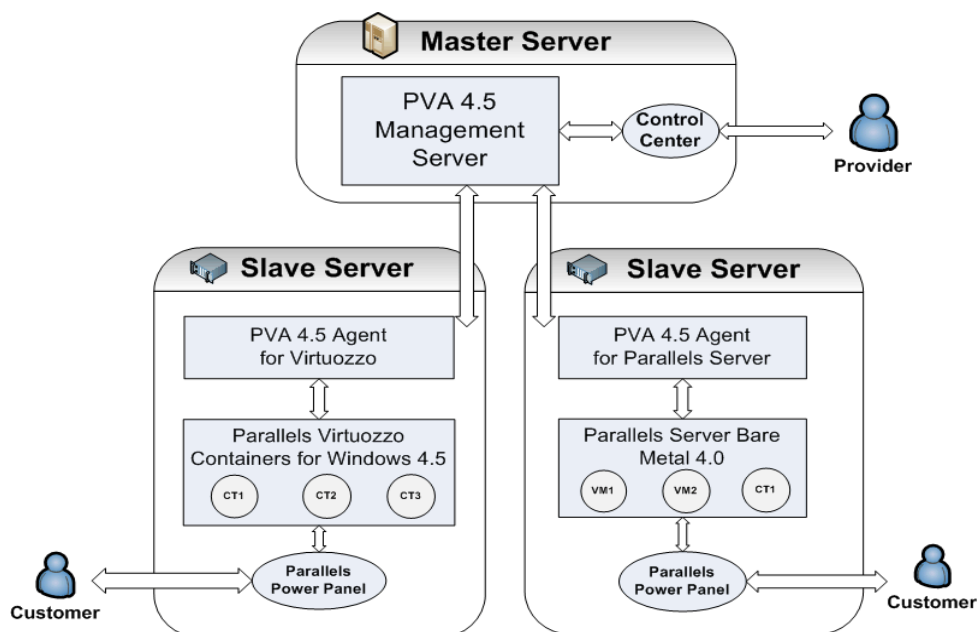 Master Server
PVA 4.5
Management
Server
Control
Center
Provider
Slave Server
PVA 4.5 Agent
for Virtuozzo
Parallels Virtuozzo
Containers for Windows 4.5
CT1
CT2
CT3
Parallels
Power Panel
Customer
Slave Server
PVA 4.5 Agent
for Parallels Server
Parallels Server Bare
Metal 4.0
VM1
VM2
CT1
Parallels
Power Panel
Customer